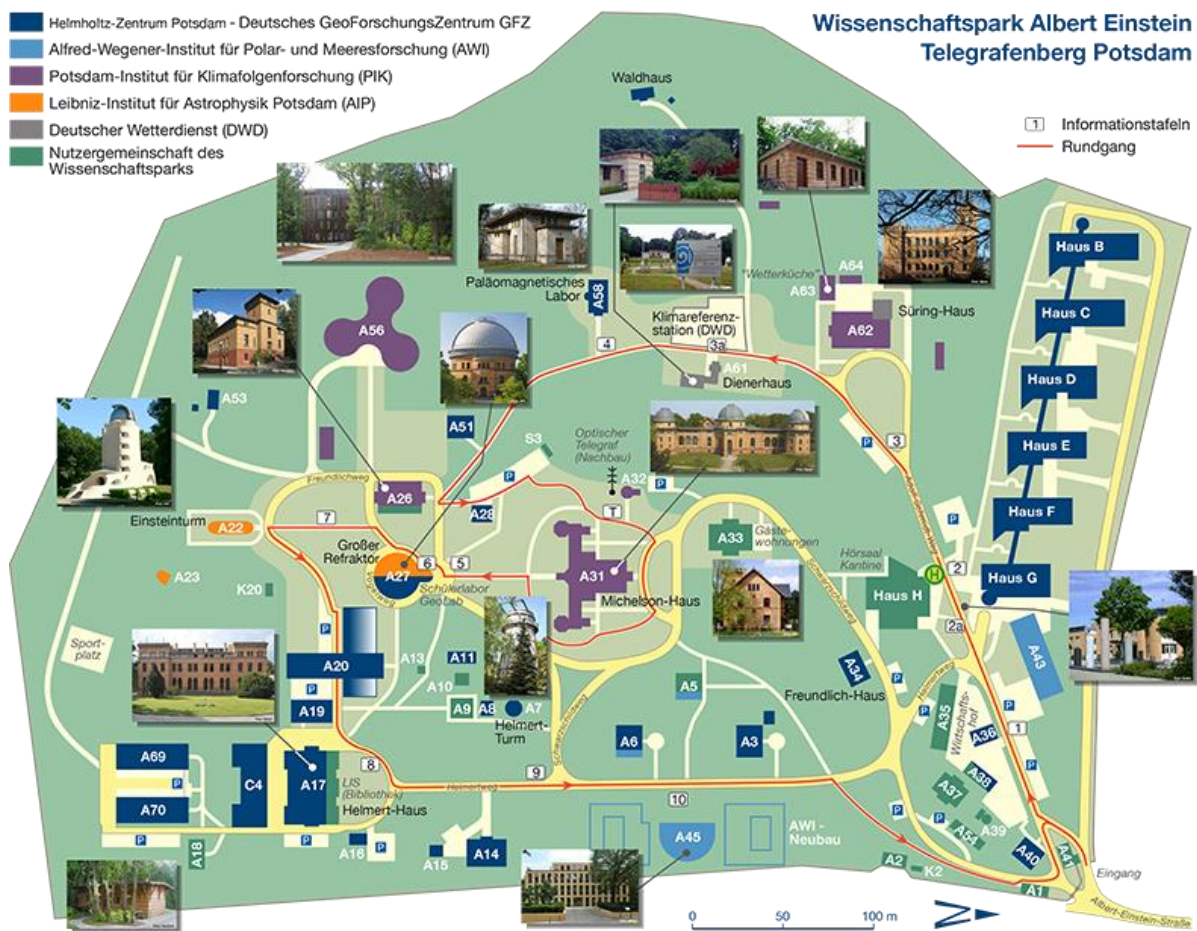 Helmholtz-Zentrum Potsdam - Deutsches GeoForschungsZentrum GFZ
Alfred-Wegener-Institut für Polar- und Meeresforschung (AWI)
Potsdam-Institut für Klimafolgenforschung (PIK)
Leibniz-Institut für Astrophysik Potsdam (AIP)
Deutscher Wetterdienst (DWD)
Nutzergemeinschaft des
Wissenschaftsparks
Wissenschaftspark Albert Einstein
Telegrafenberg Potsdam
1 Informationstafeln
Rundgang
Waldhaus
Haus B
Haus C
Haus D
Haus E
Haus F
Haus G
"Wetterküche"
A64
A63
A62
Süring-Haus
Paläomagnetisches
Labor
A58
Klimareferenz-
station (DWD)
3a
A61
Dienerhaus
4
A56
A53
A51
S3
P
Optischer
Telegraf
(Nachbau)
A32
P
T
P
3
Freundlichweg
A26
A28
Einsteinturm
A22
7
Großer
Refraktor
A27
6
5
Schülerlabor
GeoLab
A31
Michelson-Haus
A33
Gäste-
wohnungen
Schwarzschildweg
Hörsaal
Kantine
Haus H
H
P
2
2a
A43
A23
K20
Sport-
platz
P
A20
P
A19
A13
A10
A11
A9
A8
A7
Helmert-
Turm
A5
A6
A3
Schwarzschildweg
A34
Freundlich-Haus
P
P
Helmertweg
A35
Wirtschafts-
hof
A36
1
P
A38
A37
A39
A54
A40
A41
P
P
A69
P
A70
C4
A17
LIS
(Bibliothek)
Helmert-Haus
8
9
Helmertweg
10
P
A18
P
A16
P
A15
A14
A45
AWI -
Neubau
A2
K2
A1
Eingang
Albert-Einstein-Straße
0 50 100 m
N